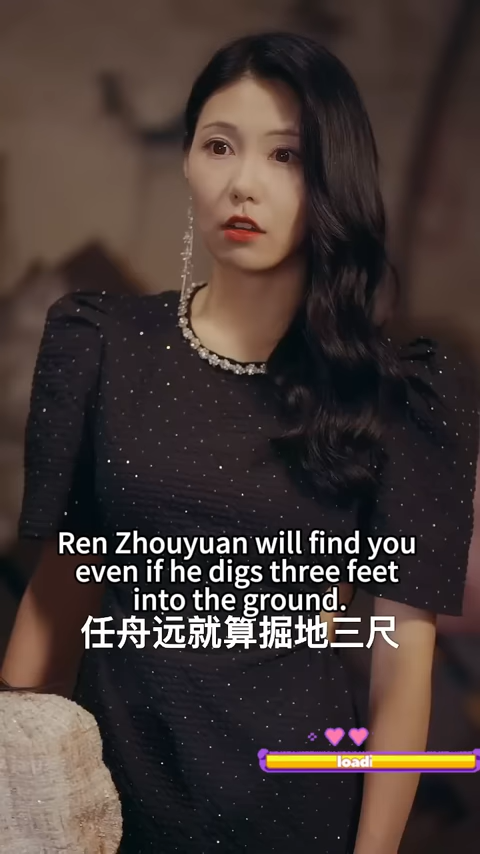 Ren Zhouyuan will find you
even if he digs three feet
into the ground.
任舟远就算掘地三尺
loadi